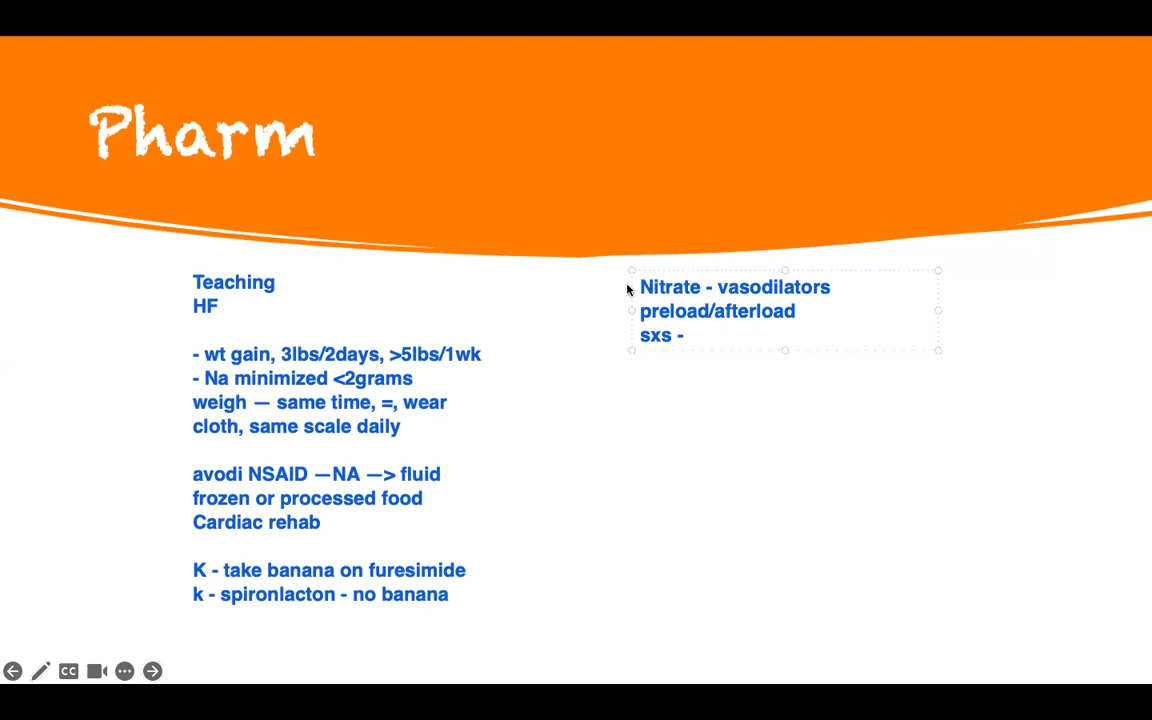 Pharm
Teaching
HF
- wt gain, 3lbs/2days, >5lbs/1wk
- Na minimized <2grams
weigh — same time, =, wear
cloth, same scale daily
avodi NSAID —NA —> fluid
frozen or processed food
Cardiac rehab
K - take banana on furesimide
k - spironlacton - no banana
Nitrate - vasodilators
preload/afterload
sxs -
CC